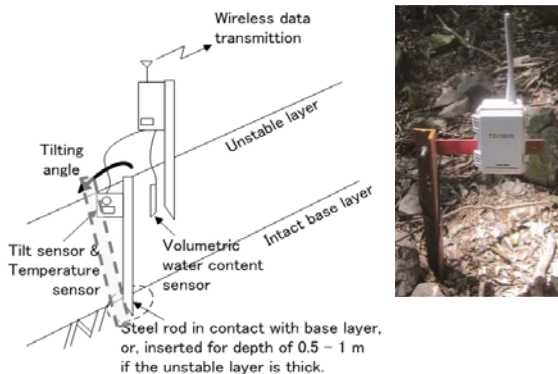 Wireless data
transmittion
Unstable layer
Tilting
angle
Intact base layer
Tilt sensor &
Temperature
sensor
Volumetric
water content
sensor
Steel rod in contact with base layer,
or, inserted for depth of 0.5 – 1 m
if the unstable layer is thick.